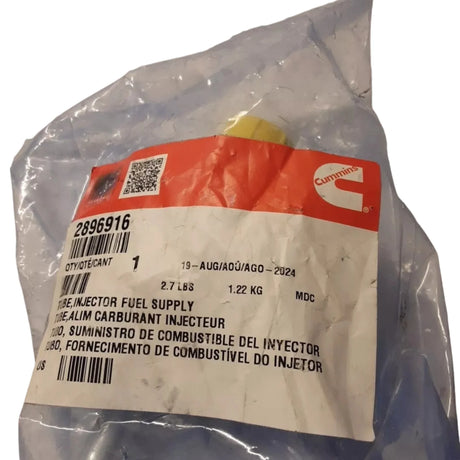 Cummins
2896916
QTY/QTÉ/CANT 1 19-AUG/AOÛ/AGO-2024
2.7 LBS 1.22 KG MDC
TUBE,INJECTOR FUEL SUPPLY
TUBE,ALIM CARBURANT INJECTEUR
TUBO, SUMINISTRO DE COMBUSTIBLE DEL INYECTOR
TUBO, FORNECIMENTO DE COMBUSTÍVEL DO INJETOR
US